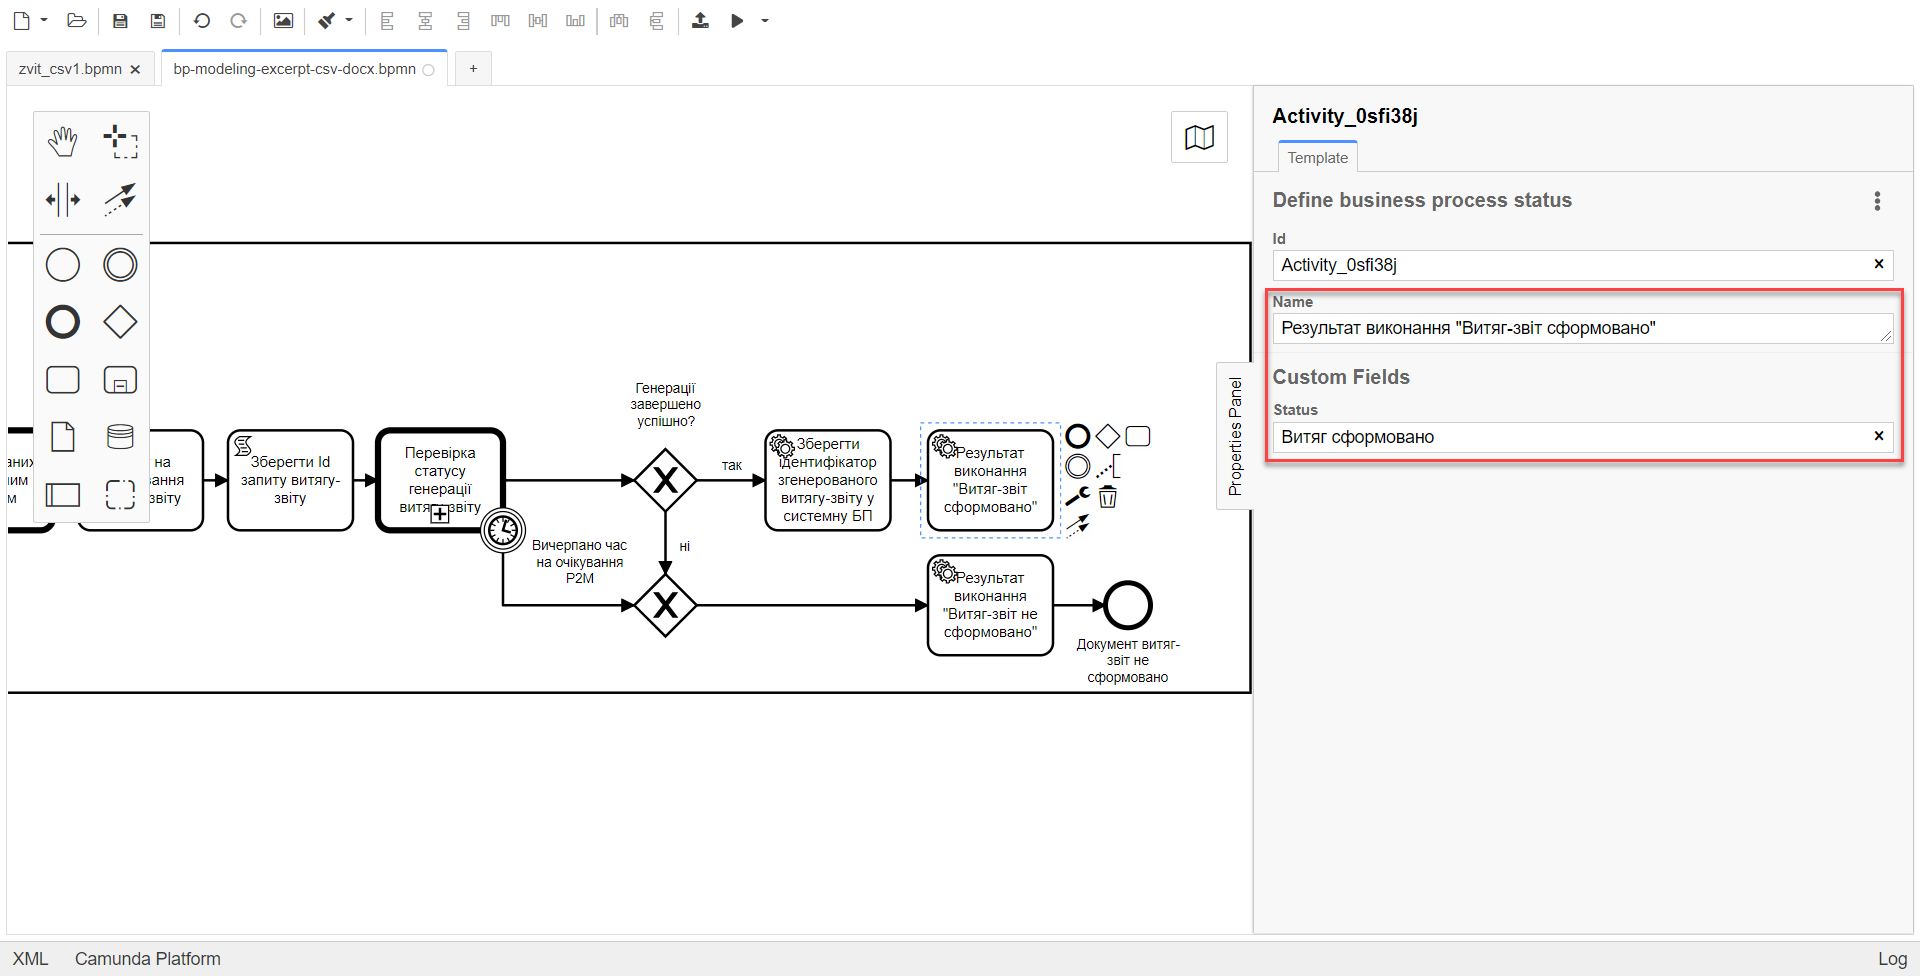 zvit_csv1.bpmn
bp-modeling-excerpt-csv-docx.bpmn
+
Activity_0sfi38j
Template
Define business process status
Id
Activity_0sfi38j
Name
Результат виконання "Витяг-звіт сформовано"
Custom Fields
Status
Витяг сформовано
Properties Panel
на
звіту
Зберегти Id
запиту витягу-
звіту
Перевірка
статусу
генерації
витягу-звіту
Вичерпано час
на очікування
P2M
Генерації
завершено
успішно?
так
ні
Зберегти
ідентифікатор
згенерованого
витягу-звіту у
системну БП
Результат
виконання
"Витяг-звіт
сформовано"
Результат
виконання
"Витяг-звіт не
сформовано"
Документ витяг-
звіт не
сформовано
XML
Camunda Platform
Log